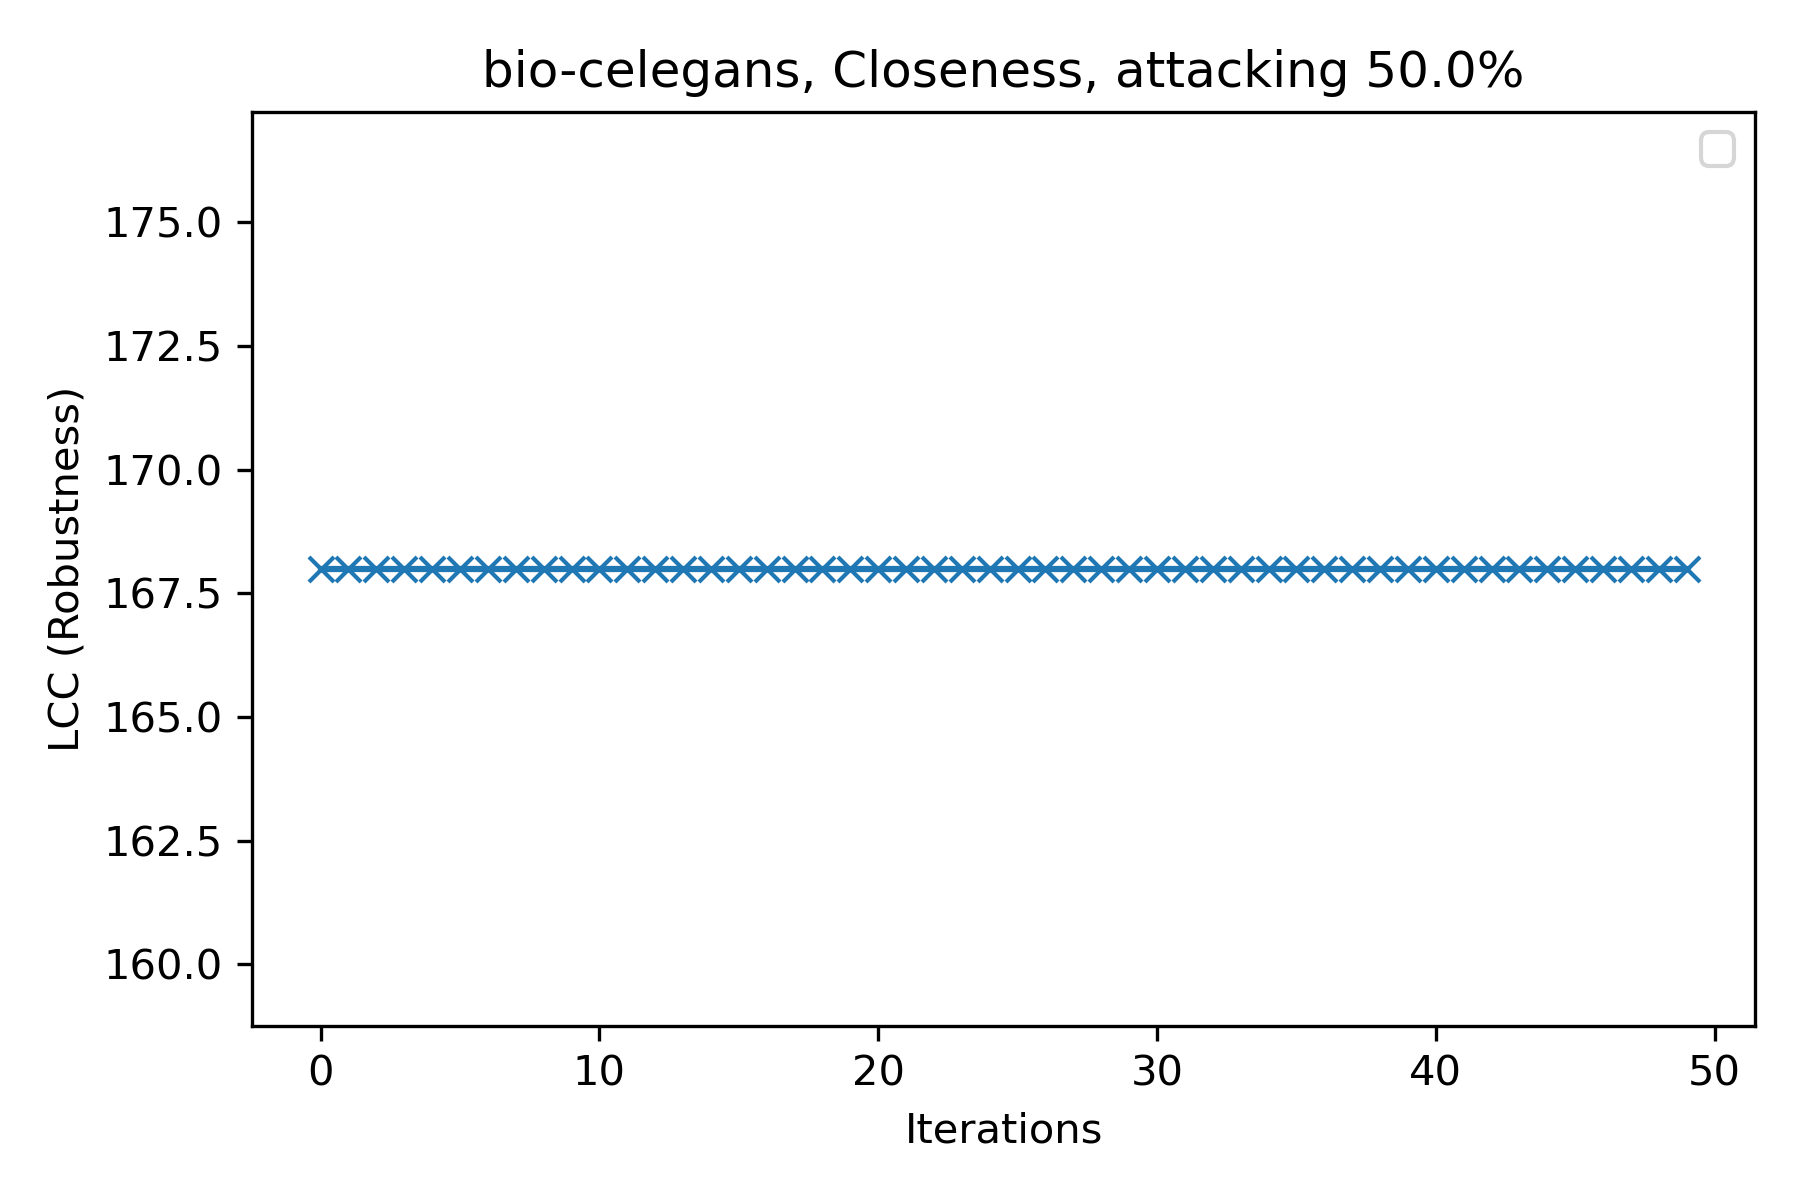 bio-celegans, Closeness, attacking 50.0%
LCC (Robustness)
175.0
172.5
170.0
167.5
165.0
162.5
160.0
0 10 20 30 40 50
Iterations